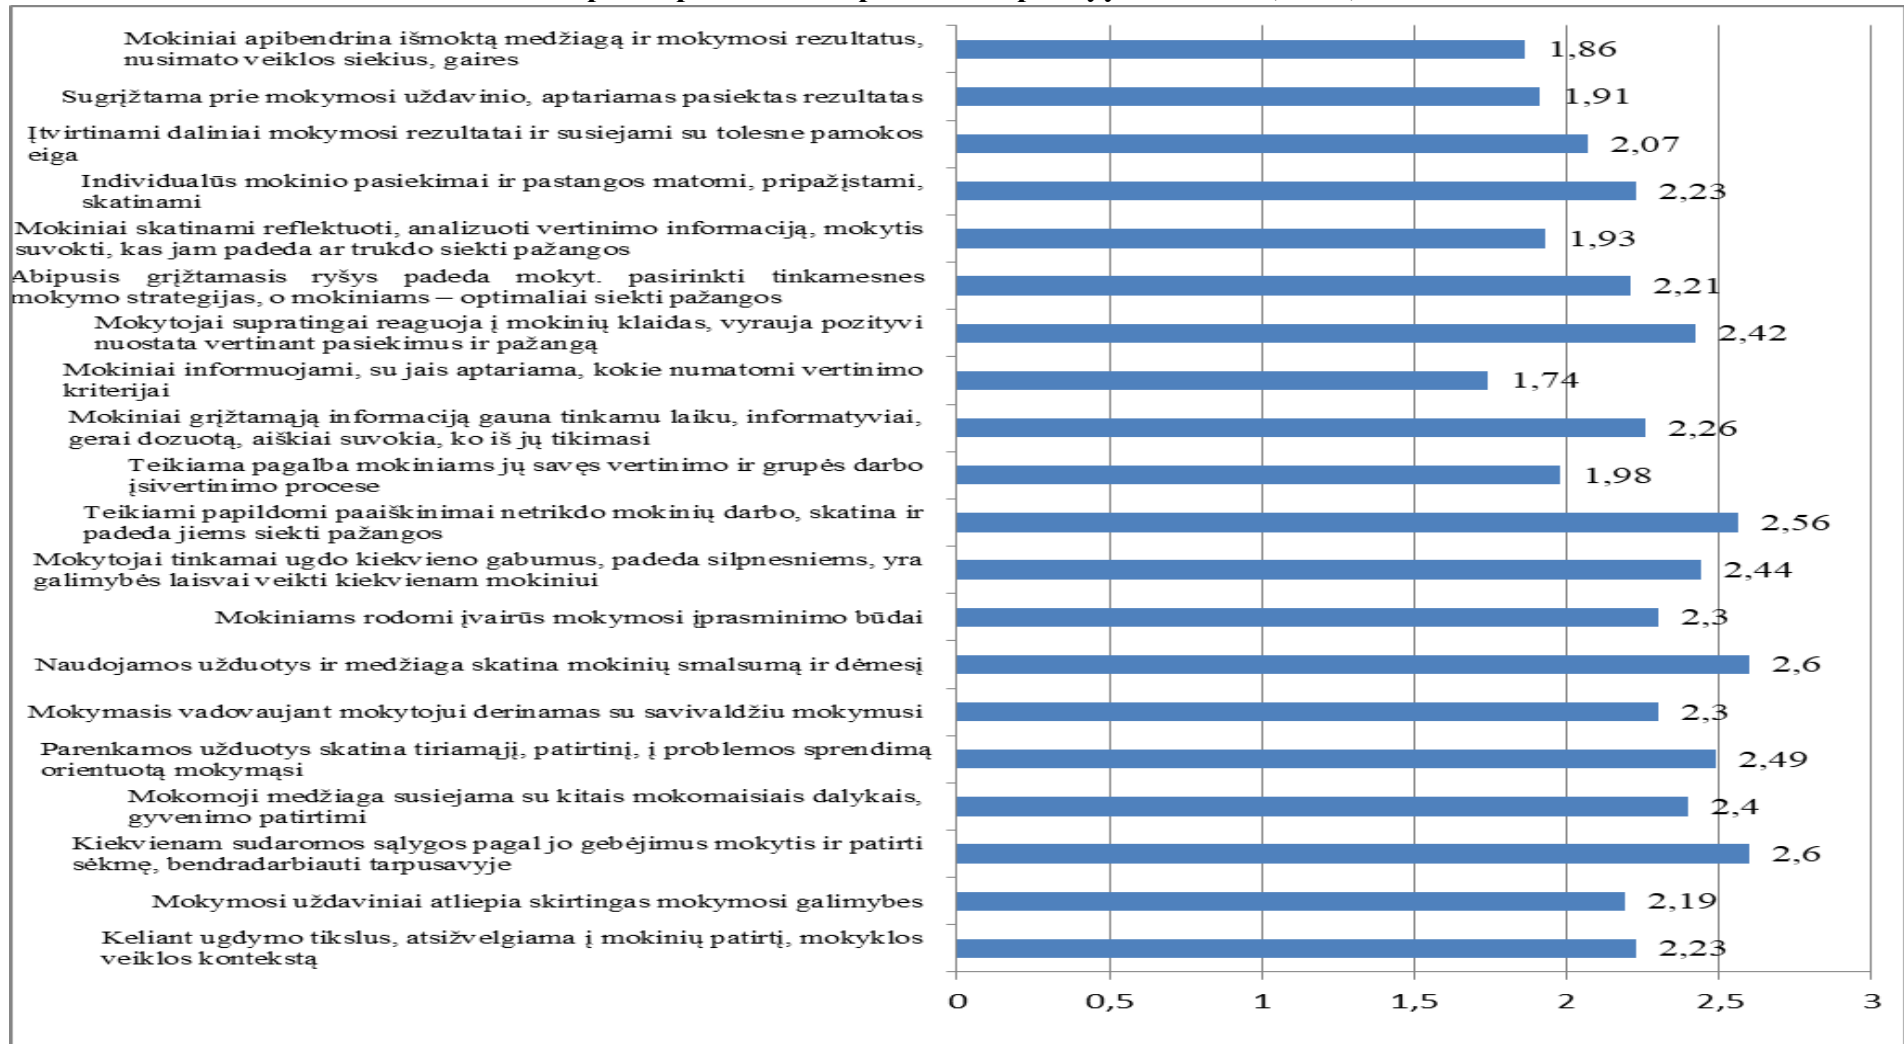 Mokiniai apibendrina išmoktą medžiagą ir mokymosi rezultatus,
nusimato veiklos siekius, gaires
1,86
Sugrįžtama prie mokymosi uždavinio, aptariamas pasiektas rezultatas
1,91
Įtvirtinami daliniai mokymosi rezultatai ir susiejami su tolesne pamokos
eiga
2,07
Individualūs mokinio pasiekimai ir pastangos matomi, pripažįstami,
skatinami
2,23
Mokiniai skatinami reflektuoti, analizuoti vertinimo informaciją, mokytis
suvokti, kas jam padeda ar trukdo siekti pažangos
1,93
Abipusis grįžtamasis ryšys padeda mokyt. pasirinkti tinkamesnes
mokymo strategijas, o mokiniams – optimaliai siekti pažangos
2,21
Mokytojai supratingai reaguoja į mokinių klaidas, vyrauja pozityvi
nuostata vertinant pasiekimus ir pažangą
2,42
Mokiniai informuojami, su jais aptariama, kokie numatomi vertinimo
kriterijai
1,74
Mokiniai grįžtamąją informaciją gauna tinkamu laiku, informatyviai,
gerai dozuotą, aiškiai suvokia, ko iš jų tikimasi
2,26
Teikiama pagalba mokiniams jų savęs vertinimo ir grupės darbo
įsivertinimo procese
1,98
Teikiami papildomi paaiškinimai netrikdo mokinių darbo, skatina ir
padeda jiems siekti pažangos
2,56
Mokytojai tinkamai ugdo kiekvieno gabumus, padeda silpnesniems, yra
galimybės laisvai veikti kiekvienam mokiniui
2,44
Mokiniams rodomi įvairūs mokymosi įprasminimo būdai
2,3
Naudojamos užduotys ir medžiaga skatina mokinių smalsumą ir dėmesį
2,6
Mokymasis vadovaujant mokytojui derinamas su savivaldžiu mokymusi
2,3
Parenkamos užduotys skatina tiriamąjį, patirtinį, į problemos sprendimą
orientuotą mokymąsi
2,49
Mokomoji medžiaga susiejama su kitais mokomaisiais dalykais,
gyvenimo patirtimi
2,4
Kiekvienam sudaromos sąlygos pagal jo gebėjimus mokytis ir patirti
sėkmę, bendradarbiauti tarpusavyje
2,6
Mokymosi uždaviniai atliepia skirtingas mokymosi galimybes
2,19
Keliant ugdymo tikslus, atsižvelgiama į mokinių patirtį, mokyklos
veiklos kontekstą
2,23
0 0,5 1 1,5 2 2,5 3